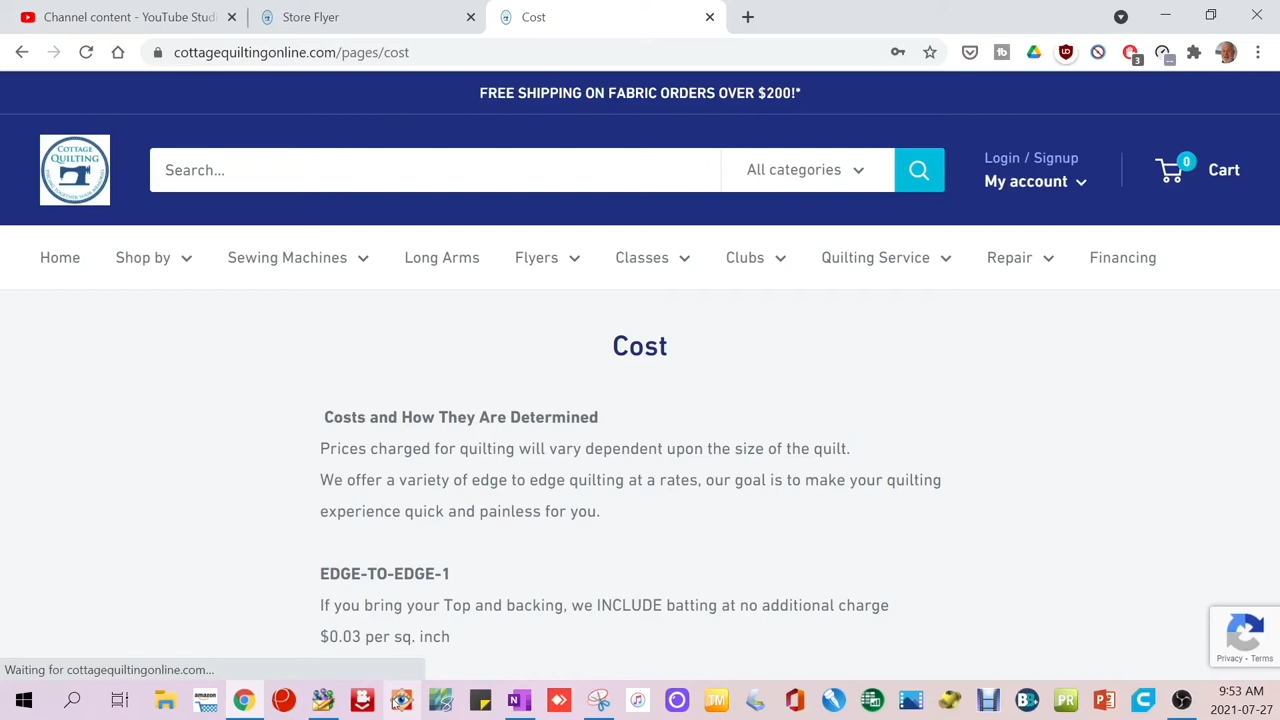 Channel content - YouTube Studi
Store Flyer
Cost
cottagequiltingonline.com/pages/cost
3
FREE SHIPPING ON FABRIC ORDERS OVER $200!*
COTTAGE
QUILTING
Search...
All categories
Login / Signup
My account
0
Cart
Home
Shop by
Sewing Machines
Long Arms
Flyers
Classes
Clubs
Quilting Service
Repair
Financing
Cost
Costs and How They Are Determined
Prices charged for quilting will vary dependent upon the size of the quilt.
We offer a variety of edge to edge quilting at a rates, our goal is to make your quilting
experience quick and painless for you.
EDGE-TO-EDGE-1
If you bring your Top and backing, we INCLUDE batting at no additional charge
$0.03 per sq. inch
Privacy - Terms
Waiting for cottagequiltingonline.com...
amazon
N
TM
PR
P
9:53 AM
2021-07-27